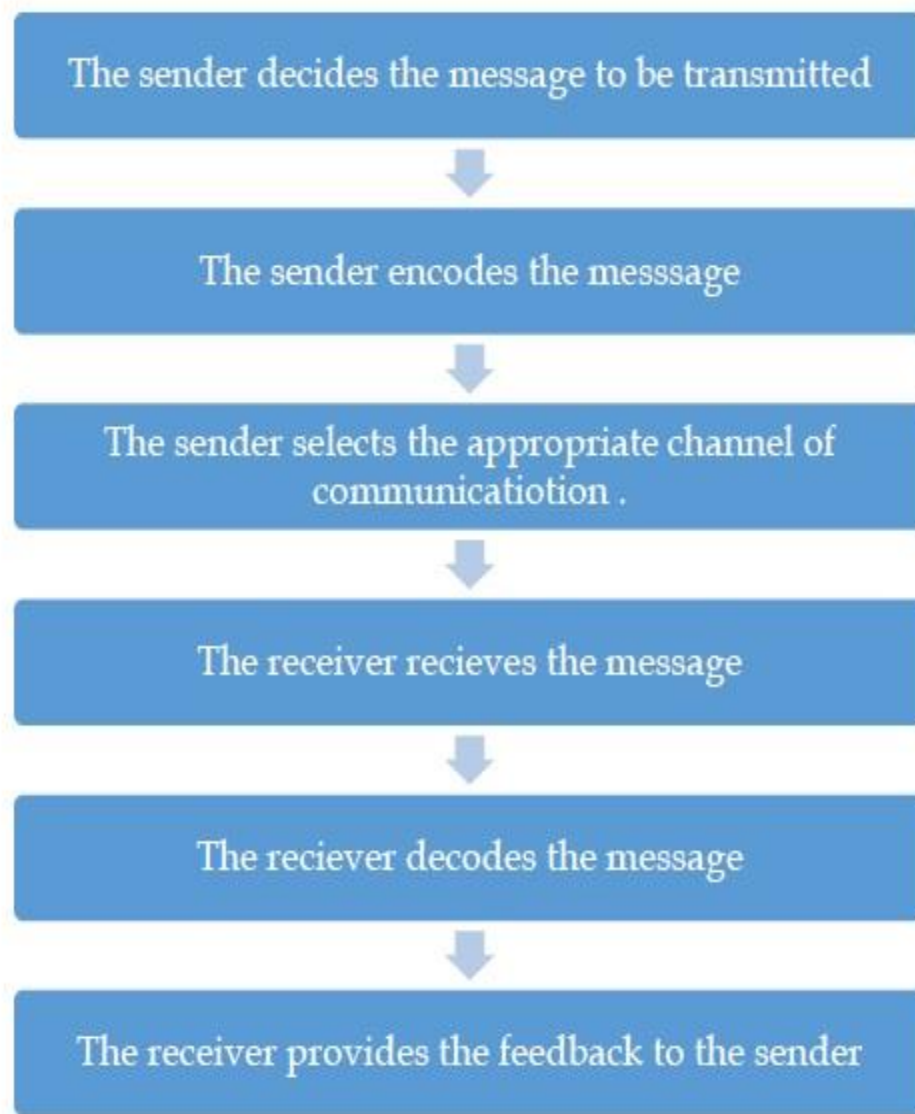 The sender decides the message to be transmitted
The sender encodes the messsage
The sender selects the appropriate channel of
communicatiotion .
The receiver recieves the message
The reciever decodes the message
The receiver provides the feedback to the sender